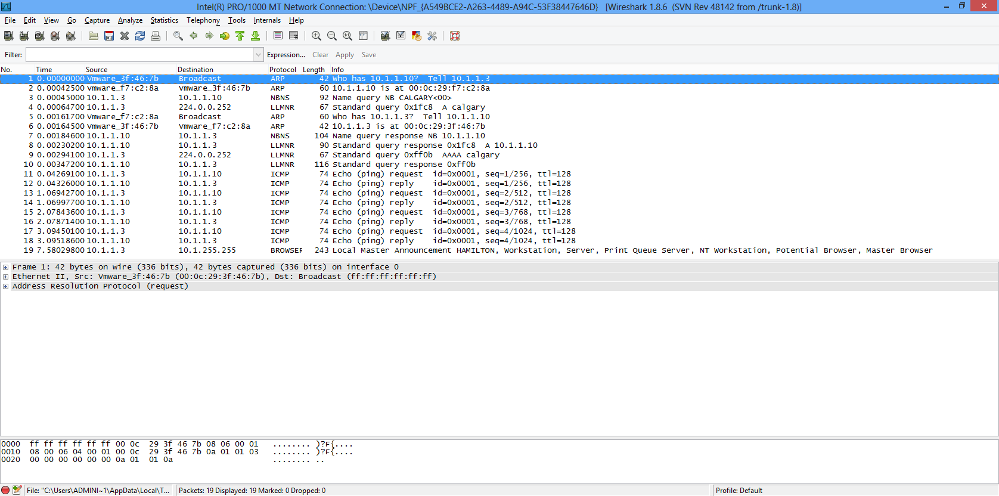 Intel(R) PRO/1000 MT Network Connection: \Device\NPF_{A549BCE2-A263-4489-A94C-53F38447646D}   [Wireshark 1.8.6  (SVN Rev 48142 from /trunk-1.8)]
File Edit View Go Capture Analyze Statistics Telephony Tools Internals Help
Filter: Expression... Clear Apply Save
No. Time Source Destination Protocol Length Info
1 0.00000000 Vmware_3f:46:7b Broadcast ARP 42 Who has 10.1.1.10?  Tell 10.1.1.3
2 0.00042500 Vmware_f7:c2:8a Vmware_3f:46:7b ARP 60 10.1.1.10 is at 00:0c:29:f7:c2:8a
3 0.00045000 10.1.1.3 10.1.1.10 NBNS 92 Name query NB CALGARY<00>
4 0.00064700 10.1.1.3 224.0.0.252 LLMNR 67 Standard query 0x1fc8  A calgary
5 0.00161700 Vmware_f7:c2:8a Broadcast ARP 60 Who has 10.1.1.3?  Tell 10.1.1.10
6 0.00164500 Vmware_3f:46:7b Vmware_f7:c2:8a ARP 42 10.1.1.3 is at 00:0c:29:3f:46:7b
7 0.00184600 10.1.1.10 10.1.1.3 NBNS 104 Name query response NB 10.1.1.10
8 0.00230200 10.1.1.10 10.1.1.3 LLMNR 90 Standard query response 0x1fc8  A 10.1.1.10
9 0.00294100 10.1.1.3 224.0.0.252 LLMNR 67 Standard query 0xff0b  AAAA calgary
10 0.00347200 10.1.1.10 10.1.1.3 LLMNR 116 Standard query response 0xff0b
11 0.04269100 10.1.1.3 10.1.1.10 ICMP 74 Echo (ping) request  id=0x0001, seq=1/256, ttl=128
12 0.04326000 10.1.1.10 10.1.1.3 ICMP 74 Echo (ping) reply  id=0x0001, seq=1/256, ttl=128
13 1.06942700 10.1.1.3 10.1.1.10 ICMP 74 Echo (ping) request  id=0x0001, seq=2/512, ttl=128
14 1.06997700 10.1.1.10 10.1.1.3 ICMP 74 Echo (ping) reply  id=0x0001, seq=2/512, ttl=128
15 2.07843600 10.1.1.3 10.1.1.10 ICMP 74 Echo (ping) request  id=0x0001, seq=3/768, ttl=128
16 2.07871400 10.1.1.10 10.1.1.3 ICMP 74 Echo (ping) reply  id=0x0001, seq=3/768, ttl=128
17 3.09450100 10.1.1.3 10.1.1.10 ICMP 74 Echo (ping) request  id=0x0001, seq=4/1024, ttl=128
18 3.09518600 10.1.1.10 10.1.1.3 ICMP 74 Echo (ping) reply  id=0x0001, seq=4/1024, ttl=128
19 7.58029800 10.1.1.3 10.1.255.255 BROWSER 243 Local Master Announcement HAMILTON, Workstation, Server, Print Queue Server, NT Workstation, Potential Browser, Master Browser
Frame 1: 42 bytes on wire (336 bits), 42 bytes captured (336 bits) on interface 0
Ethernet II, Src: Vmware_3f:46:7b (00:0c:29:3f:46:7b), Dst: Broadcast (ff:ff:ff:ff:ff:ff)
Address Resolution Protocol (request)
0000  ff ff ff ff ff ff 00 0c  29 3f 46 7b 08 06 00 01   ........ )?F{....
0010  08 00 06 04 00 01 00 0c  29 3f 46 7b 0a 01 01 03   ........ )?F{....
0020  00 00 00 00 00 00 0a 01  01 0a   ........ ..
File: "C:\Users\ADMINI~1\AppData\Local\T... Packets: 19 Displayed: 19 Marked: 0 Dropped: 0 Profile: Default